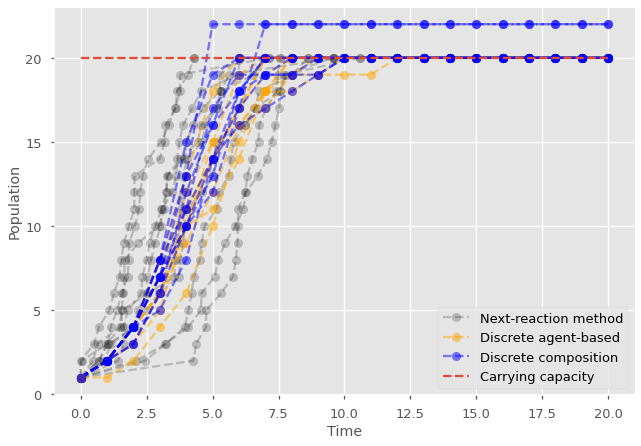 20
15
10
5
0
Population
0.0 2.5 5.0 7.5 10.0 12.5 15.0 17.5 20.0
Time
Next-reaction method
Discrete agent-based
Discrete composition
Carrying capacity